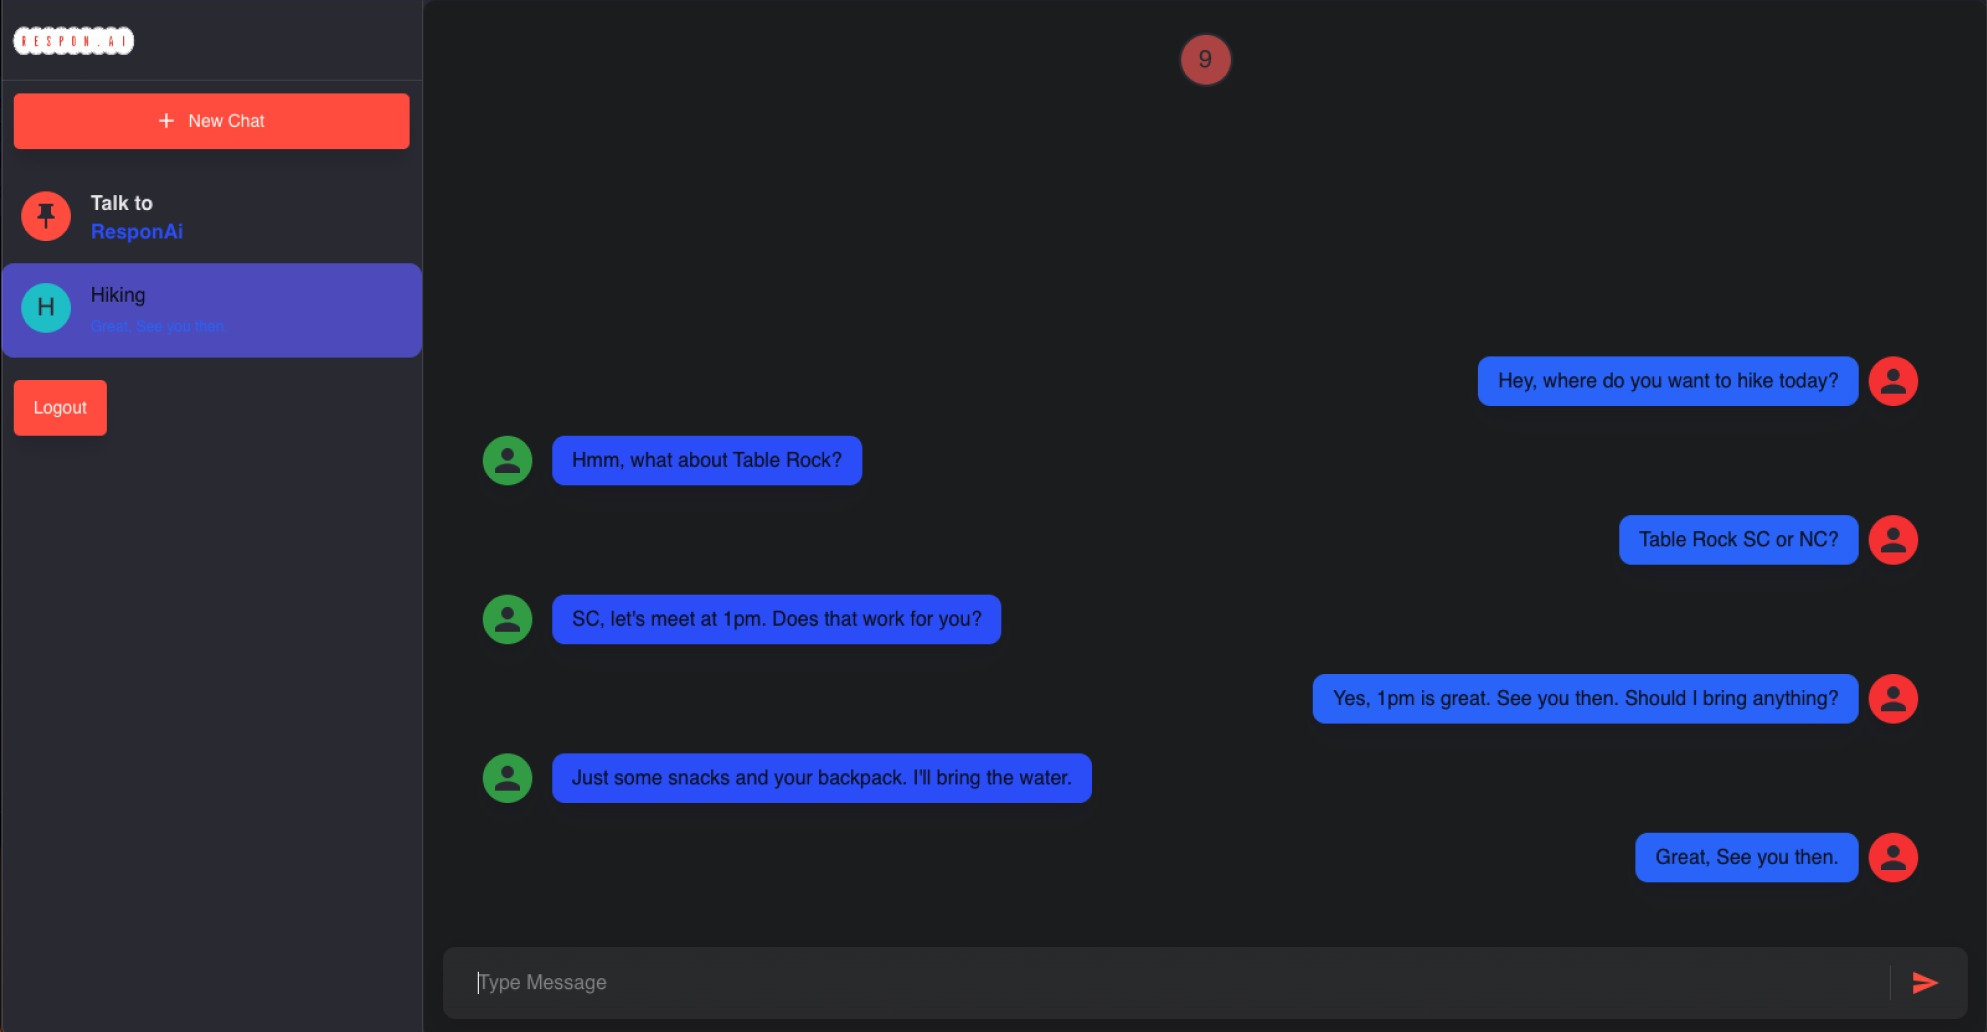 RESPON.AI
New Chat
Talk to
ResponAi
H
Hiking
Great, See you then
Logout
9
Hey, where do you want to hike today?
Hmm, what about Table Rock?
Table Rock SC or NC?
SC, let's meet at 1pm. Does that work for you?
Yes, 1pm is great. See you then. Should I bring anything?
Just some snacks and your backpack. I'll bring the water.
Great, See you then.
Type Message